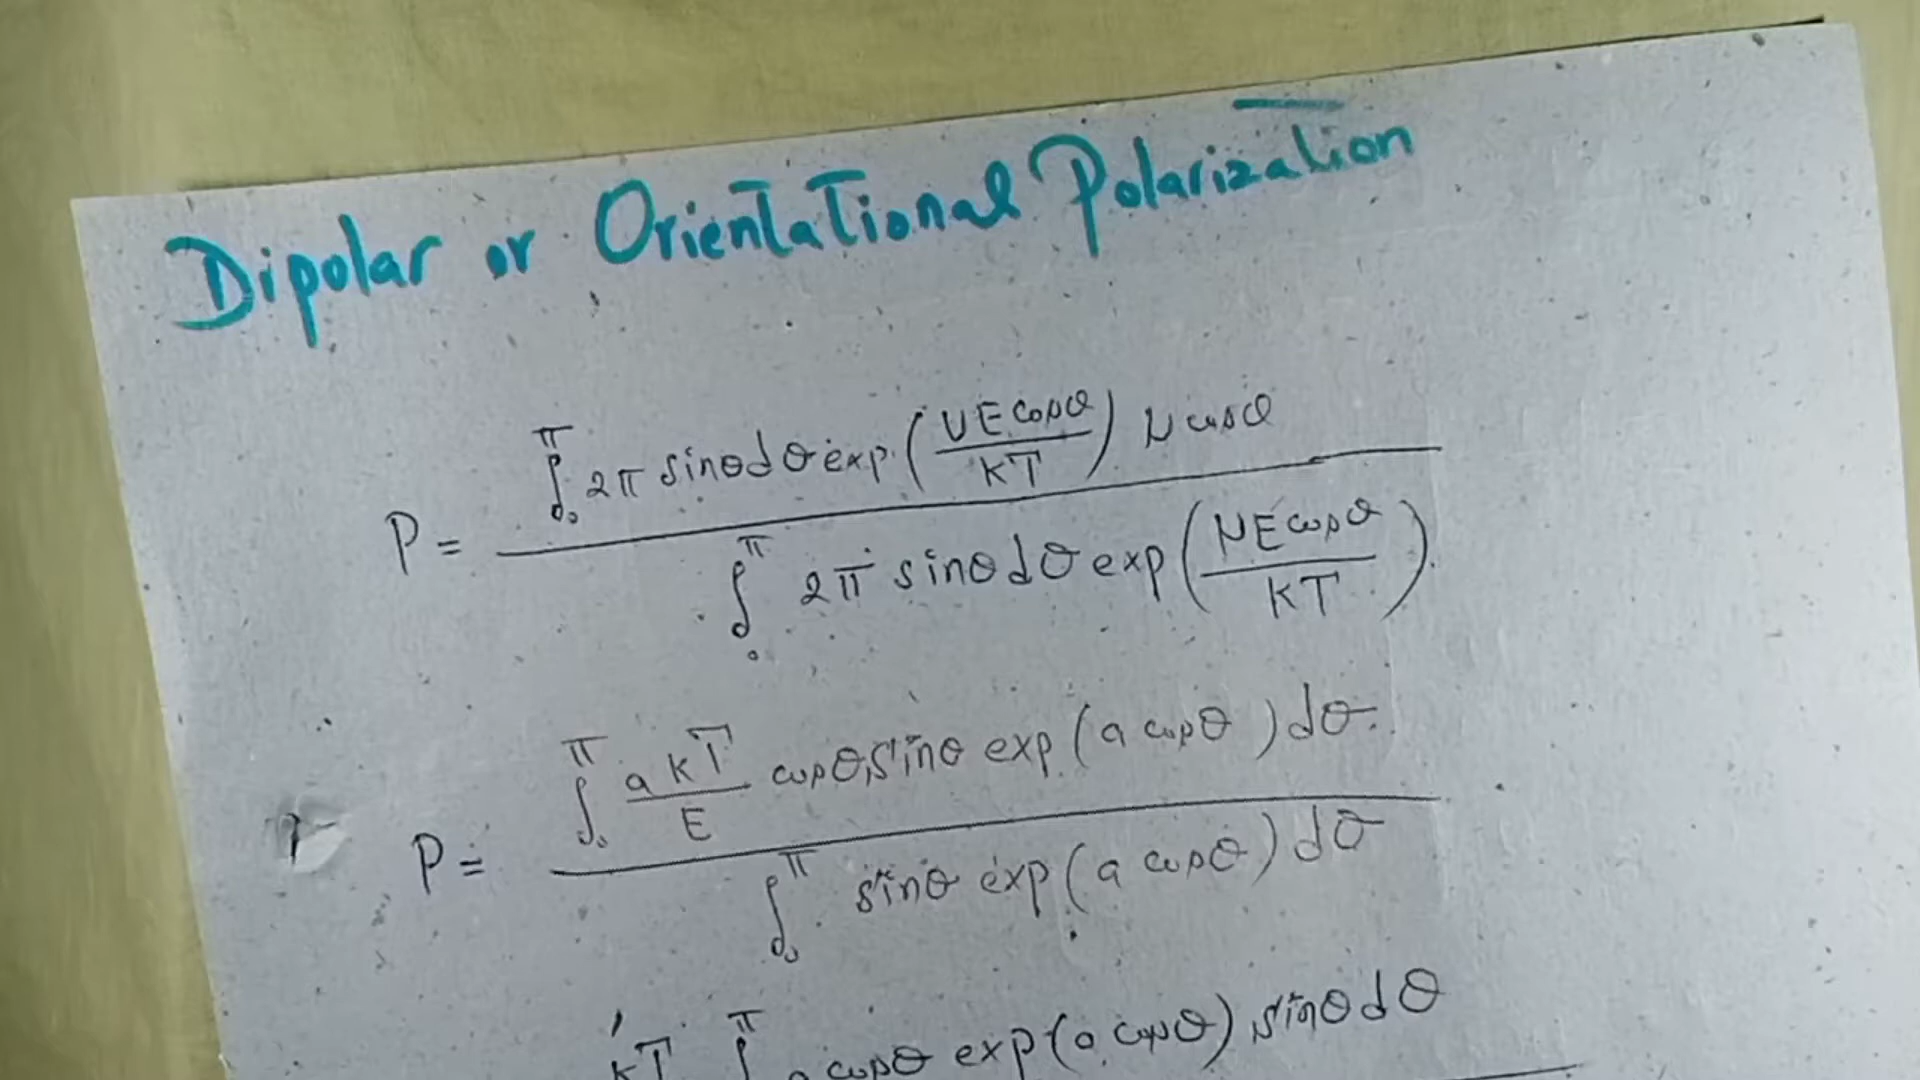 Dipolar or Orientational Polarization
P = ∫₀^π 2π sinθ dθ exp (μE cosθ / kT) μ cosθ
∫₀^π 2π sinθ dθ exp (μE cosθ / kT)
P = ∫₀^π akT/E cosθ sinθ exp (a cosθ) dθ
∫₀^π sinθ exp (a cosθ) dθ
kT ∫^π a cosθ exp (a cosθ) sinθ dθ